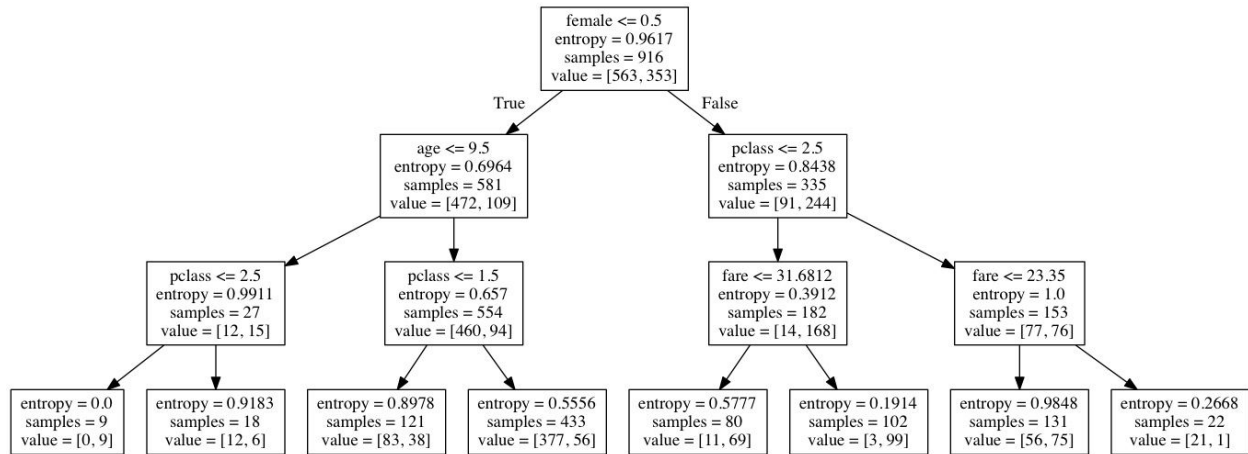 female <= 0.5
entropy = 0.9617
samples = 916
value = [563, 353]
True
False
age <= 9.5
entropy = 0.6964
samples = 581
value = [472, 109]
pclass <= 2.5
entropy = 0.8438
samples = 335
value = [91, 244]
pclass <= 2.5
entropy = 0.9911
samples = 27
value = [12, 15]
pclass <= 1.5
entropy = 0.657
samples = 554
value = [460, 94]
fare <= 31.6812
entropy = 0.3912
samples = 182
value = [14, 168]
fare <= 23.35
entropy = 1.0
samples = 153
value = [77, 76]
entropy = 0.0
samples = 9
value = [0, 9]
entropy = 0.9183
samples = 18
value = [12, 6]
entropy = 0.8978
samples = 121
value = [83, 38]
entropy = 0.5556
samples = 433
value = [377, 56]
entropy = 0.5777
samples = 80
value = [11, 69]
entropy = 0.1914
samples = 102
value = [3, 99]
entropy = 0.9848
samples = 131
value = [56, 75]
entropy = 0.2668
samples = 22
value = [21, 1]